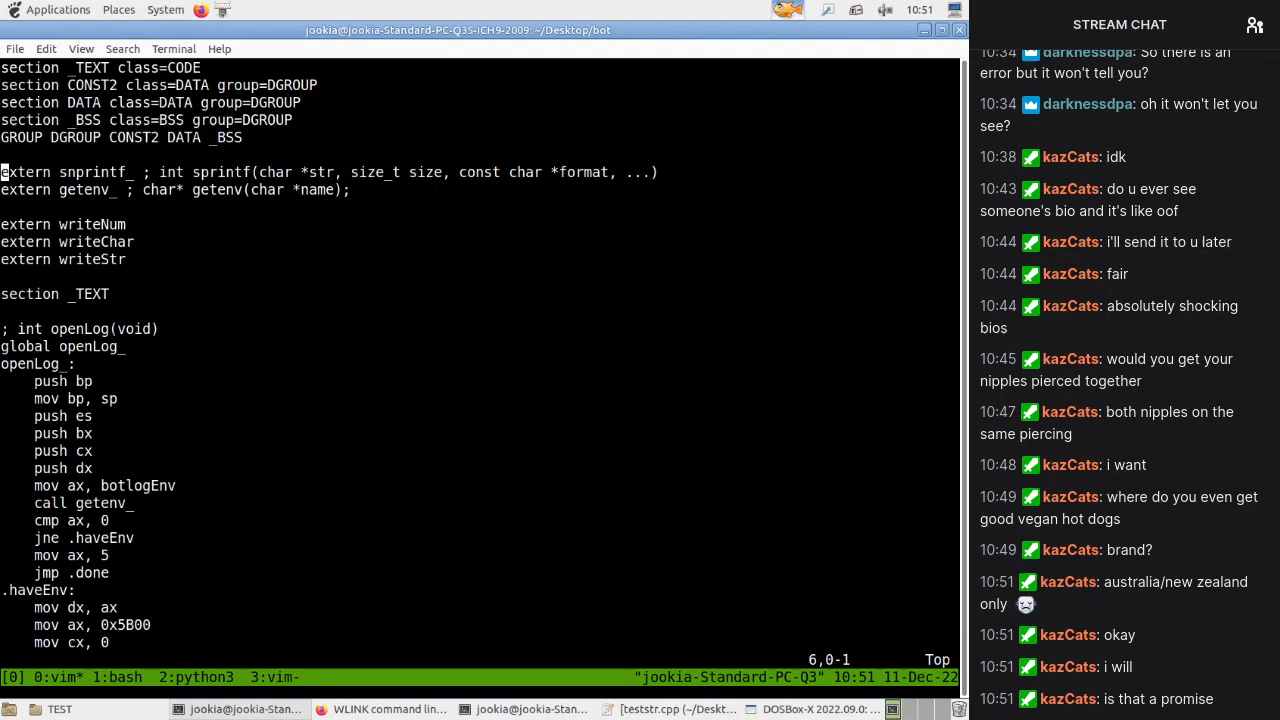 Applications Places System 10:51
jookia@jookia-Standard-PC-Q35-ICH9-2009: ~/Desktop/bot
File Edit View Search Terminal Help
section _TEXT class=CODE
section CONST2 class=DATA group=DGROUP
section DATA class=DATA group=DGROUP
section _BSS class=BSS group=DGROUP
GROUP DGROUP CONST2 DATA _BSS
extern snprintf_ ; int sprintf(char *str, size_t size, const char *format, ...)
extern getenv_ ; char* getenv(char *name);
extern writeNum
extern writeChar
extern writeStr
section _TEXT
; int openLog(void)
global openLog_
openLog_:
push bp
mov bp, sp
push es
push bx
push cx
push dx
mov ax, botlogEnv
call getenv_
cmp ax, 0
jne .haveEnv
mov ax, 5
jmp .done
.haveEnv:
mov dx, ax
mov ax, 0x5B00
mov cx, 0
6,0-1 Top
[0] 0:vim* 1:bash 2:python3 3:vim- "jookia-Standard-PC-Q3" 10:51 11-Dec-22
TEST jookia@jookia-Stan... WLINK command lin... jookia@jookia-Stan... [teststr.cpp (~/Deskt... DOSBox-X 2022.09.0: ...
STREAM CHAT
10:34 darknessdpa: So there is an
error but it won't tell you?
10:34 darknessdpa: oh it won't let you
see?
10:38 kazCats: idk
10:43 kazCats: do u ever see
someone's bio and it's like oof
10:44 kazCats: i'll send it to u later
10:44 kazCats: fair
10:44 kazCats: absolutely shocking
bios
10:45 kazCats: would you get your
nipples pierced together
10:47 kazCats: both nipples on the
same piercing
10:48 kazCats: i want
10:49 kazCats: where do you even get
good vegan hot dogs
10:49 kazCats: brand?
10:51 kazCats: australia/new zealand
only
10:51 kazCats: okay
10:51 kazCats: i will
10:51 kazCats: is that a promise